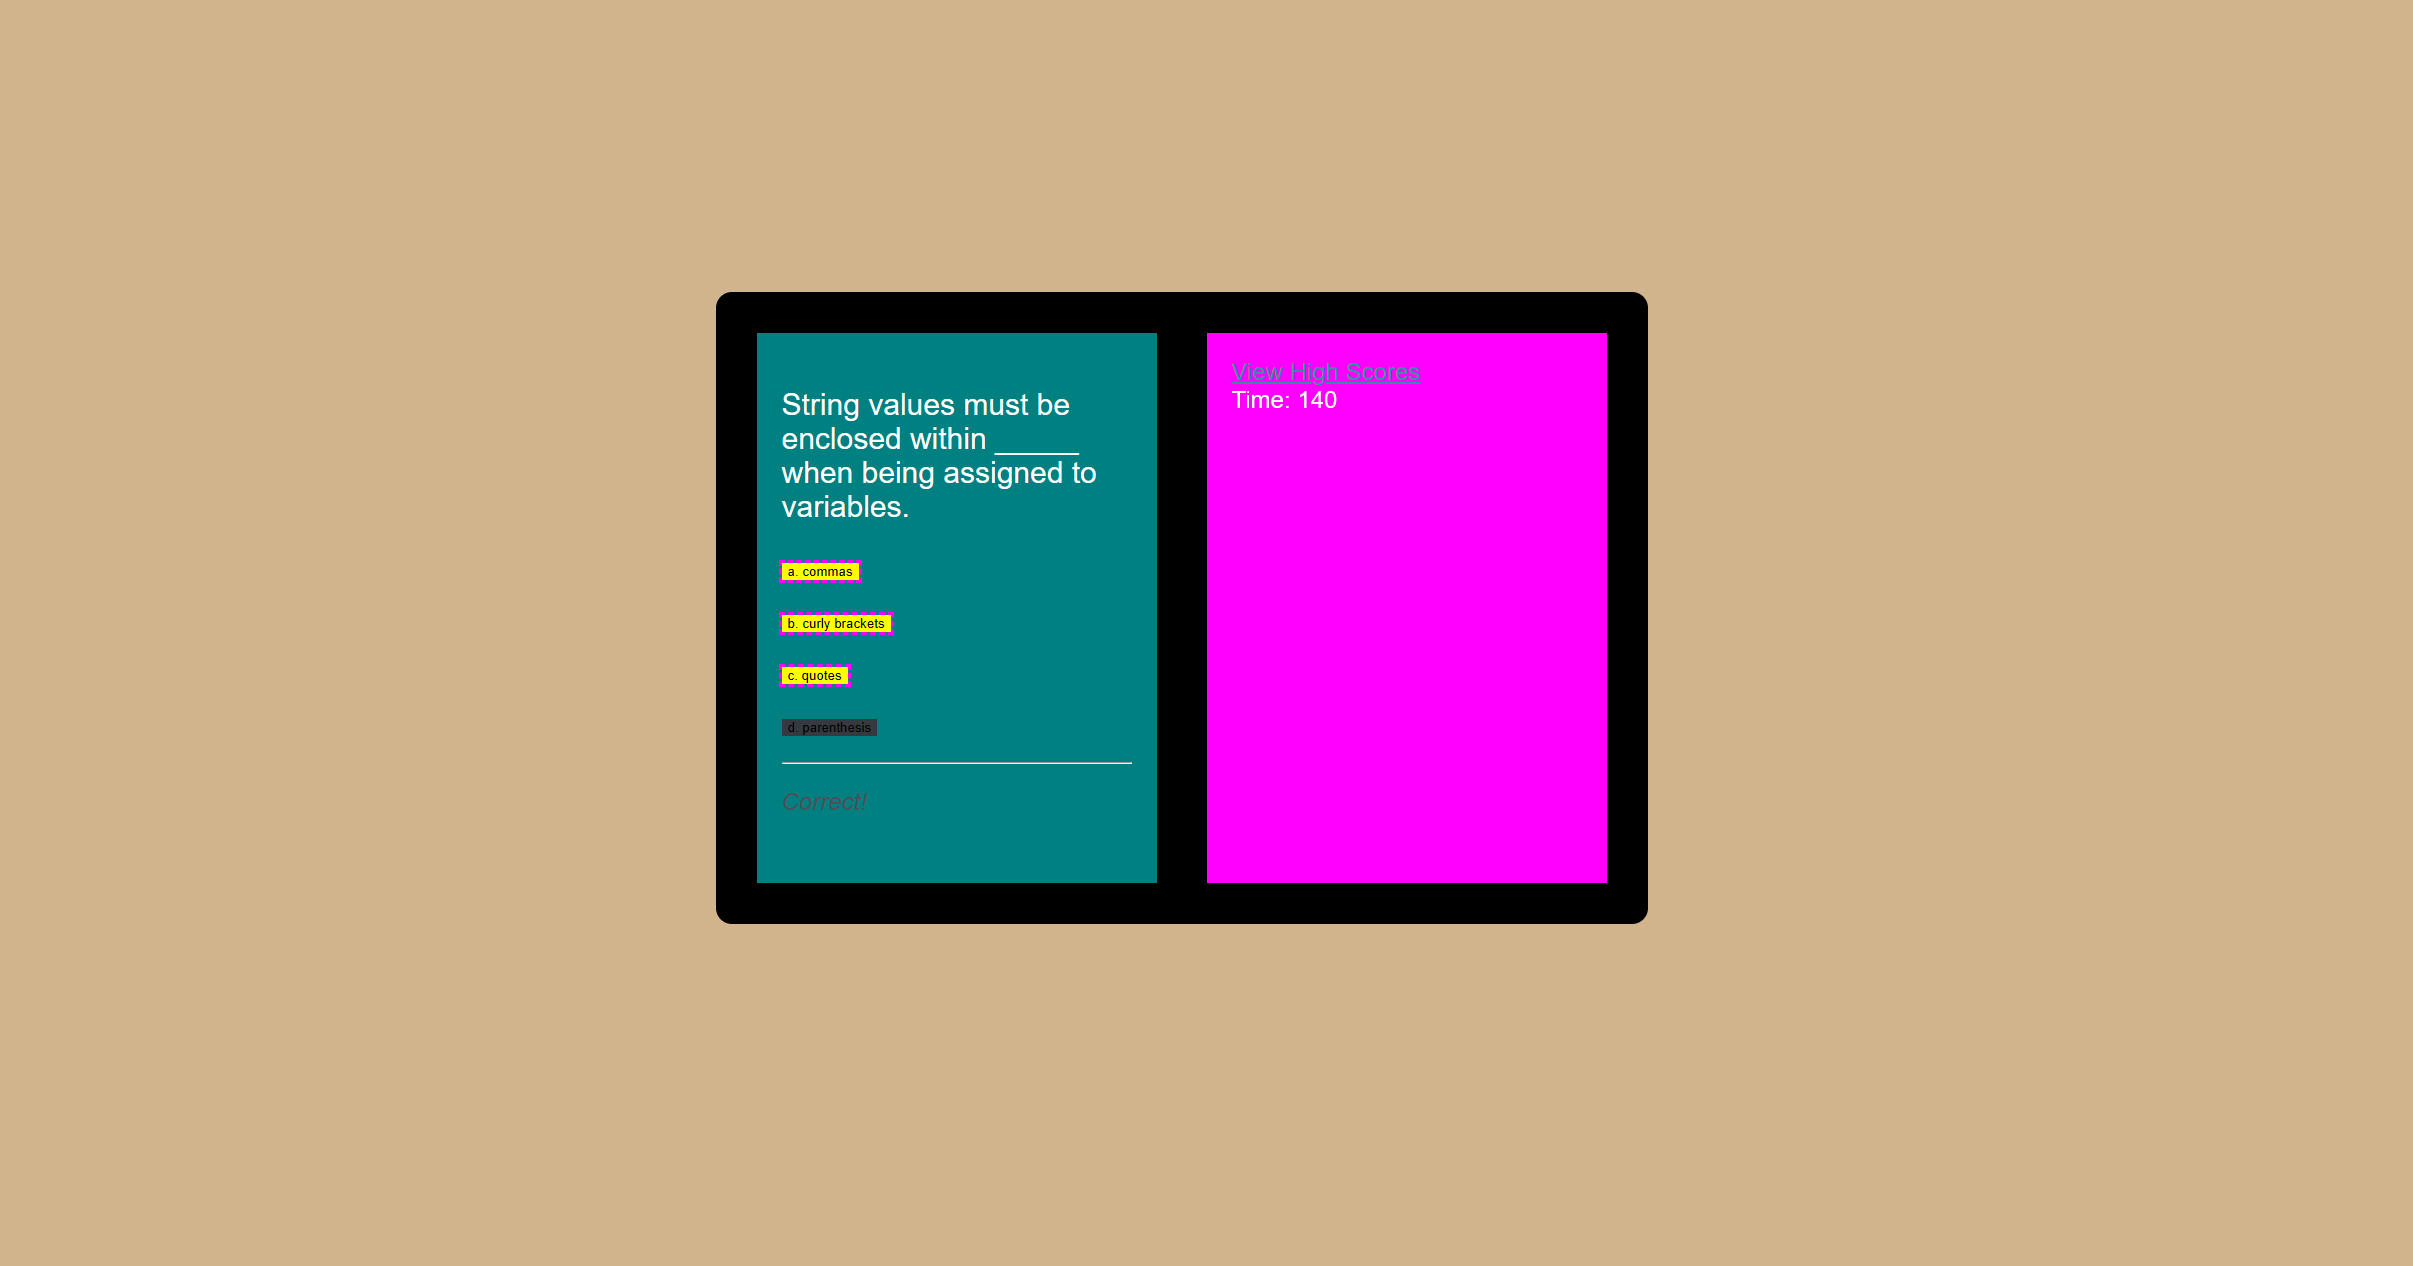 String values must be
enclosed within _____
when being assigned to
variables.
a. commas
b. curly brackets
c. quotes
d. parenthesis
Correct!
View High Scores
Time: 140